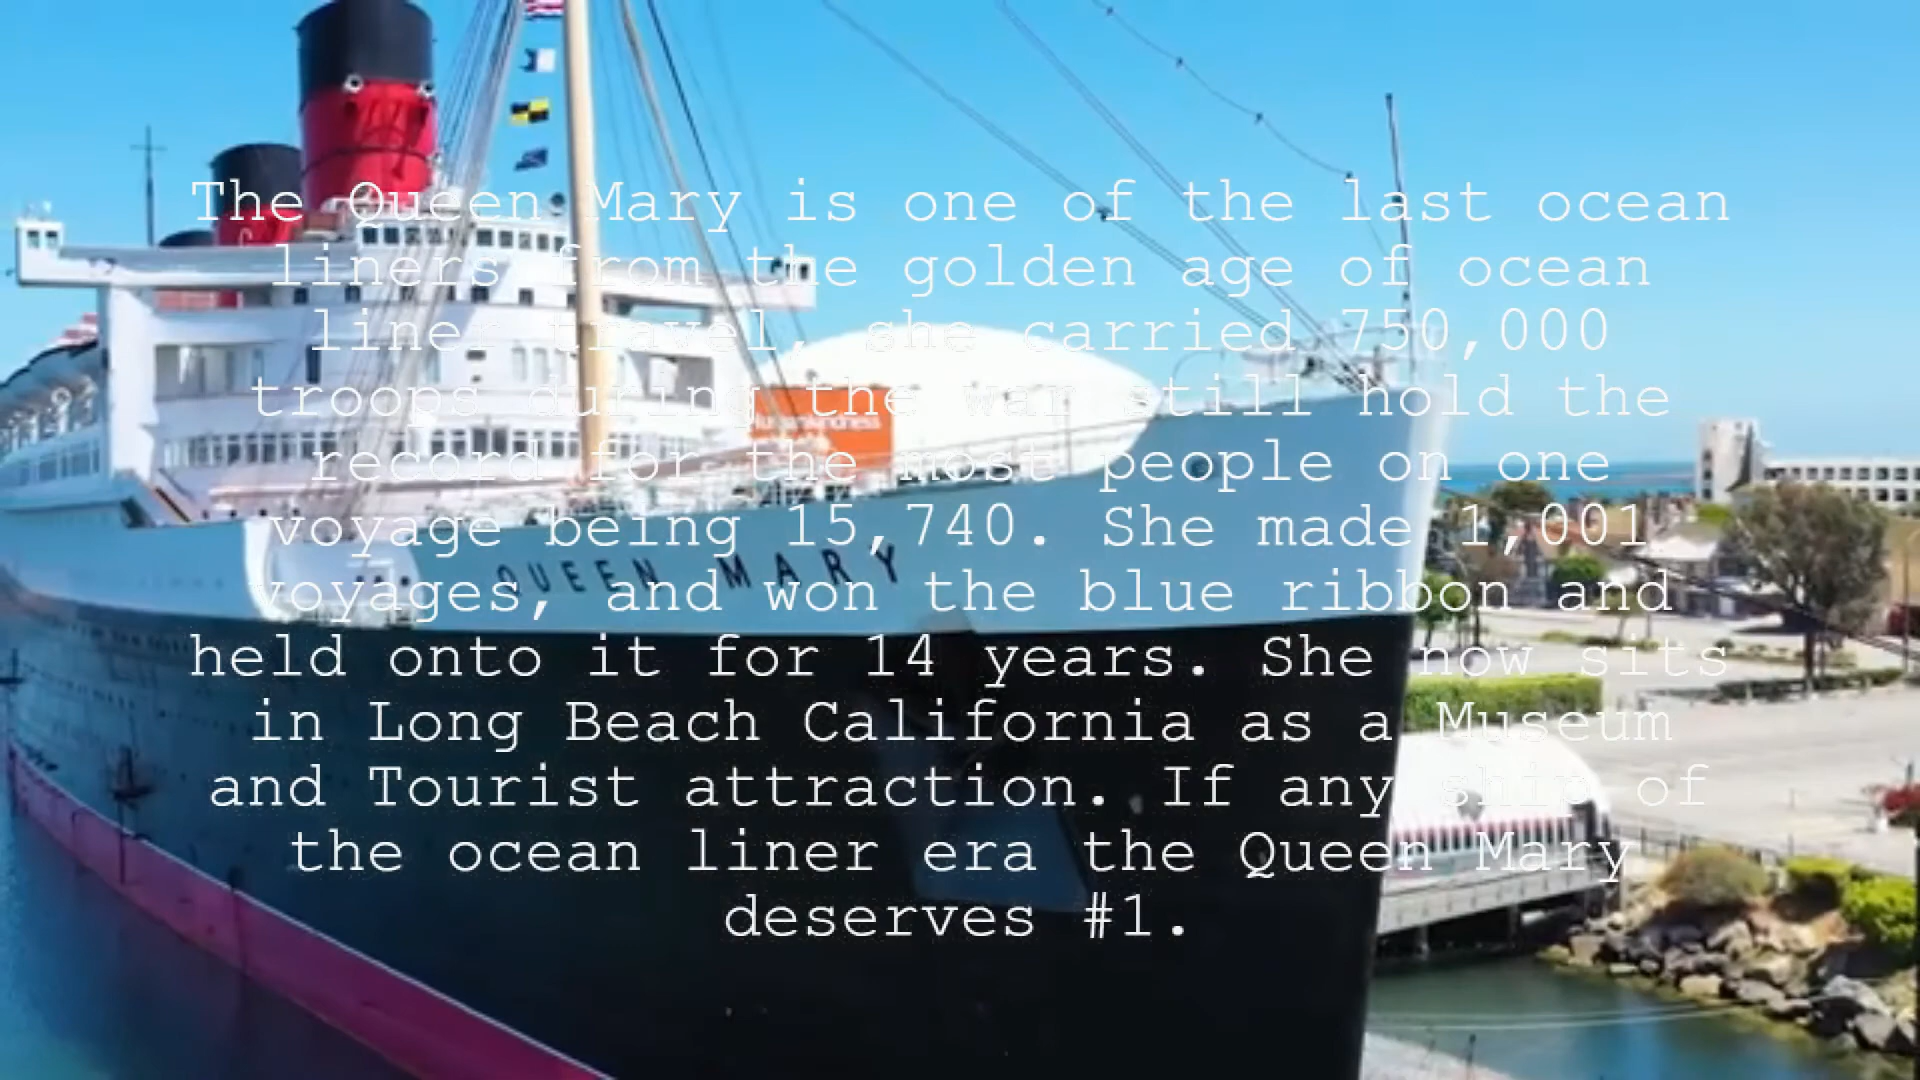 The Queen Mary is one of the last ocean
liners from the golden age of ocean
liner travel, she carried 750,000
troops during the war still hold the
record for the most people on one
voyage being 15,740. She made 1,001
voyages, and won the blue ribbon and
held onto it for 14 years. She now sits
in Long Beach California as a Museum
and Tourist attraction. If any ship of
the ocean liner era the Queen Mary
deserves #1.
QUEEN MARY